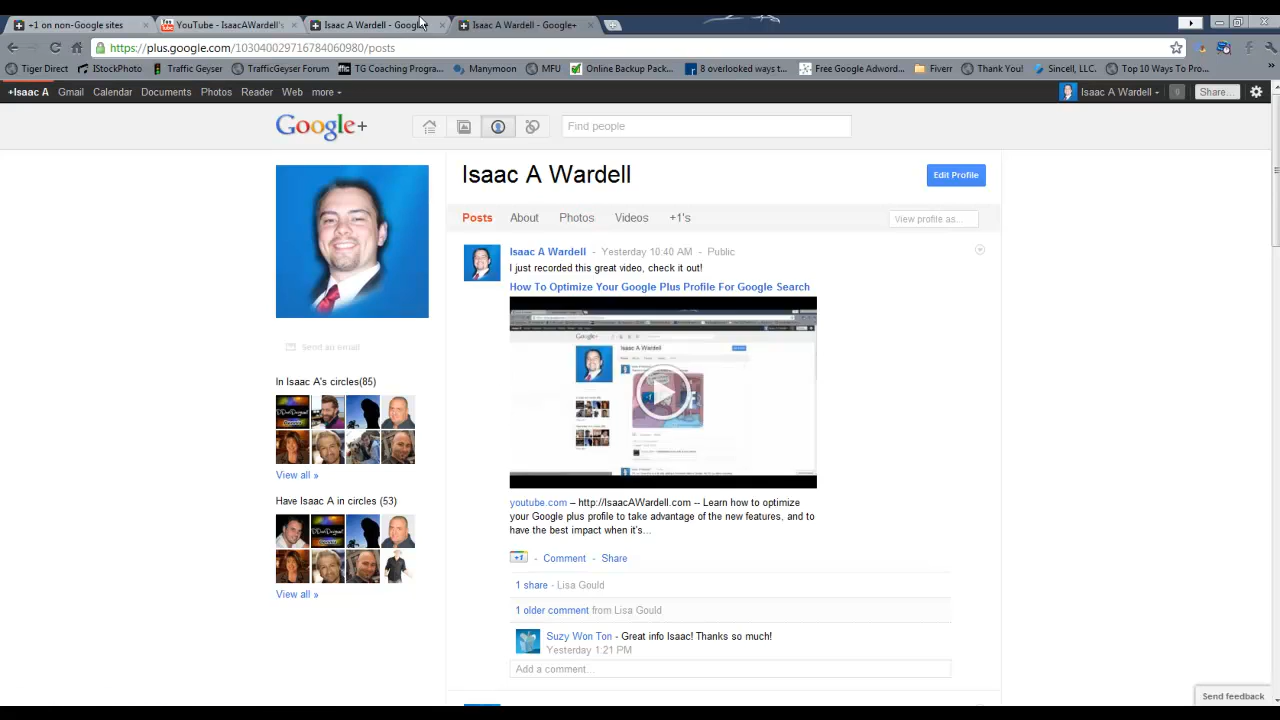 +1 on non-Google sites
YouTube - IsaacAWardell's
Isaac A Wardell - Google+
Isaac A Wardell - Google+
https://plus.google.com/103040029716784060980/posts
Tiger Direct
iStockPhoto
Traffic Geyser
TrafficGeyser Forum
TG Coaching Progra...
Manymoon
MFU
Online Backup Pack...
8 overlooked ways t...
Free Google Adword...
Fiverr
Thank You!
Sincell, LLC.
Top 10 Ways To Pro...
+Isaac A
Gmail
Calendar
Documents
Photos
Reader
Web
more
Isaac A Wardell
0
Share...
Google+
Find people
Isaac A Wardell
Edit Profile
Posts
About
Photos
Videos
+1's
View profile as...
Isaac A Wardell - Yesterday 10:40 AM - Public
I just recorded this great video, check it out!
How To Optimize Your Google Plus Profile For Google Search
Send an email
In Isaac A's circles(85)
View all »
Have Isaac A in circles (53)
View all »
youtube.com – http://IsaacAWardell.com -- Learn how to optimize
your Google plus profile to take advantage of the new features, and to
have the best impact when it's...
+1 - Comment - Share
1 share - Lisa Gould
1 older comment from Lisa Gould
Suzy Won Ton - Great info Isaac! Thanks so much!
Yesterday 1:21 PM
Add a comment...
Send feedback